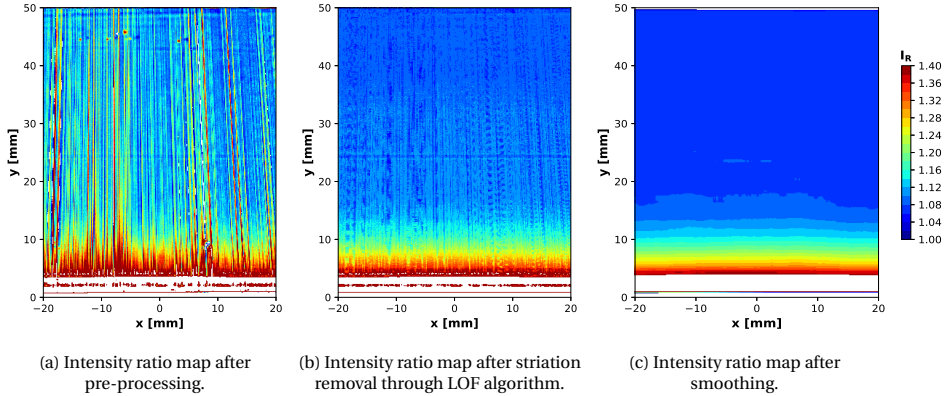 50
40
30
20
10
0
y [mm]
−20 −10 0 10 20
x [mm]
50
40
30
20
10
0
y [mm]
−20 −10 0 10 20
x [mm]
50
40
30
20
10
0
y [mm]
−20 −10 0 10 20
x [mm]
I_R
1.40
1.36
1.32
1.28
1.24
1.20
1.16
1.12
1.08
1.04
1.00
(a) Intensity ratio map after
pre-processing.
(b) Intensity ratio map after striation
removal through LOF algorithm.
(c) Intensity ratio map after
smoothing.